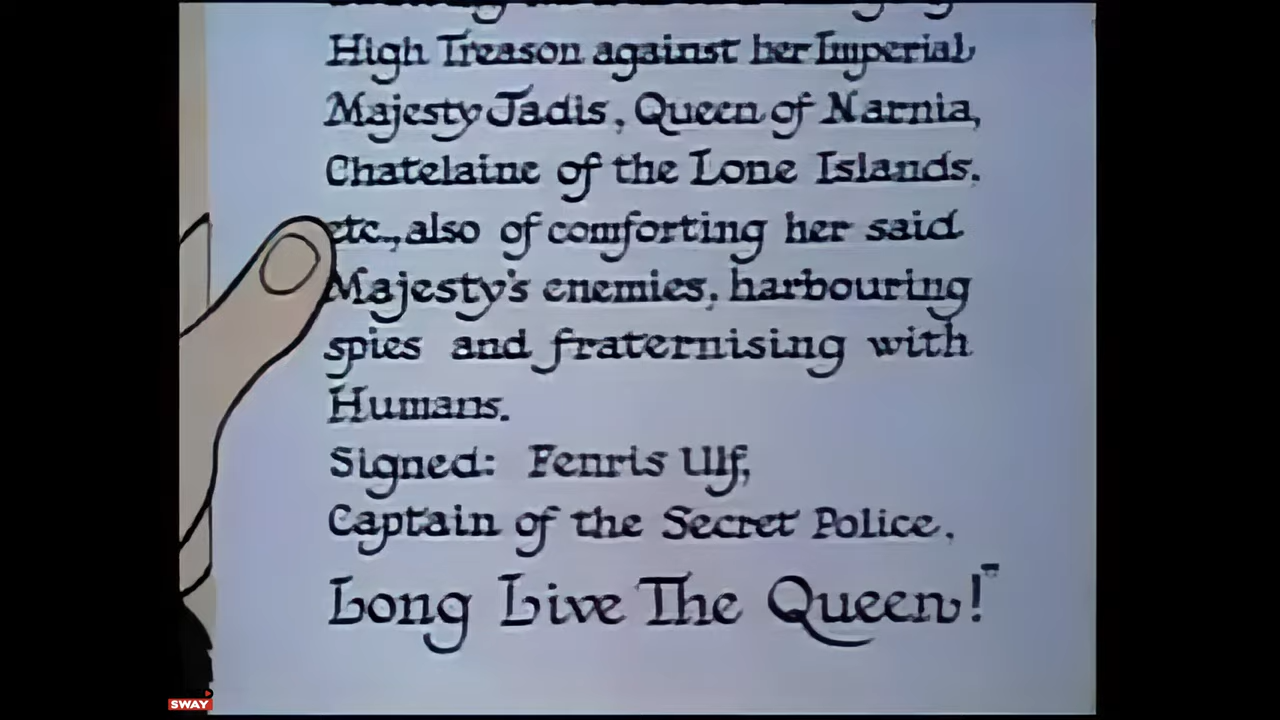 High Treason against her Imperial
Majesty Jadis, Queen of Narnia,
Chatelaine of the Lone Islands.
etc., also of comforting her said
Majesty's enemies, harbouring
spies and fraternising with
Humans.
Signed: Fenris Ulf,
Captain of the Secret Police,
Long Live The Queen!"
SWAY